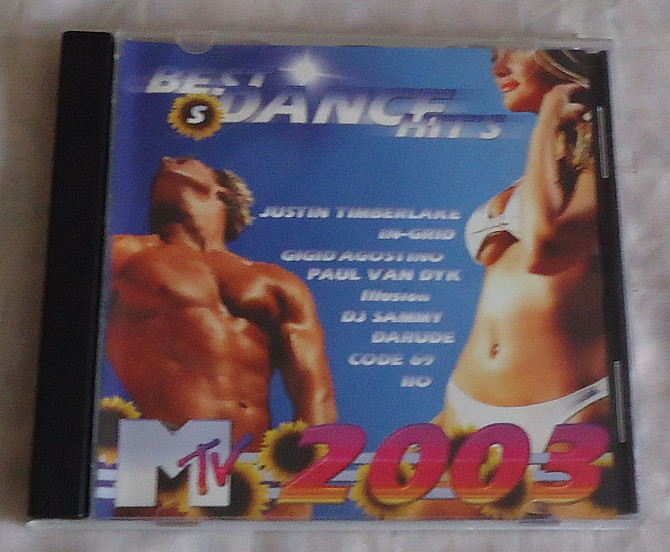 BEST
S DANCE
HITS
JUSTIN TIMBERLAKE
IN-GRID
GIGI D AGOSTINO
PAUL VAN DYK
Illusion
DJ SAMMY
DARUDE
CODE 69
NO
MTV 2003